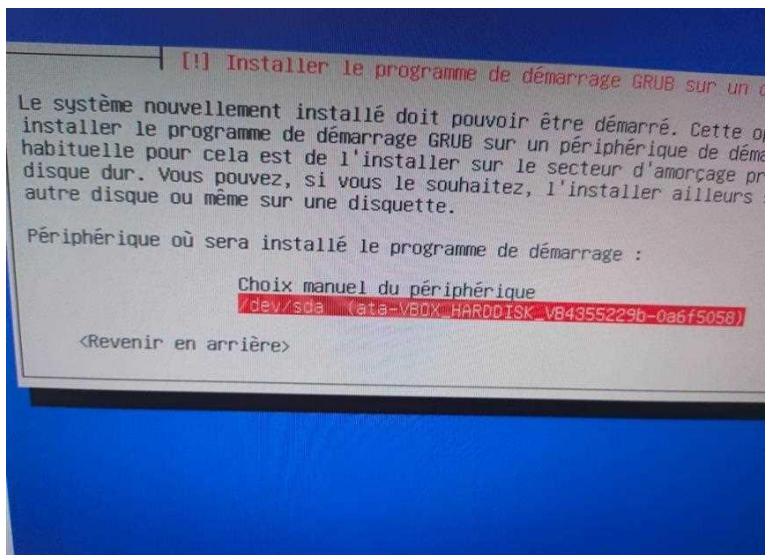 [!] Installer le programme de démarrage GRUB sur un
Le système nouvellement installé doit pouvoir être démarré. Cette
installer le programme de démarrage GRUB sur un périphérique de
habituelle pour cela est de l'installer sur le secteur d'amorçage
disque dur. Vous pouvez, si vous le souhaitez, l'installer ailleurs
autre disque ou même sur une disquette.
Périphérique où sera installé le programme de démarrage :
Choix manuel du périphérique
/dev/sda (ata-VBOX_HARDDISK_VB4355229b-0a6f5058)
<Revenir en arrière>